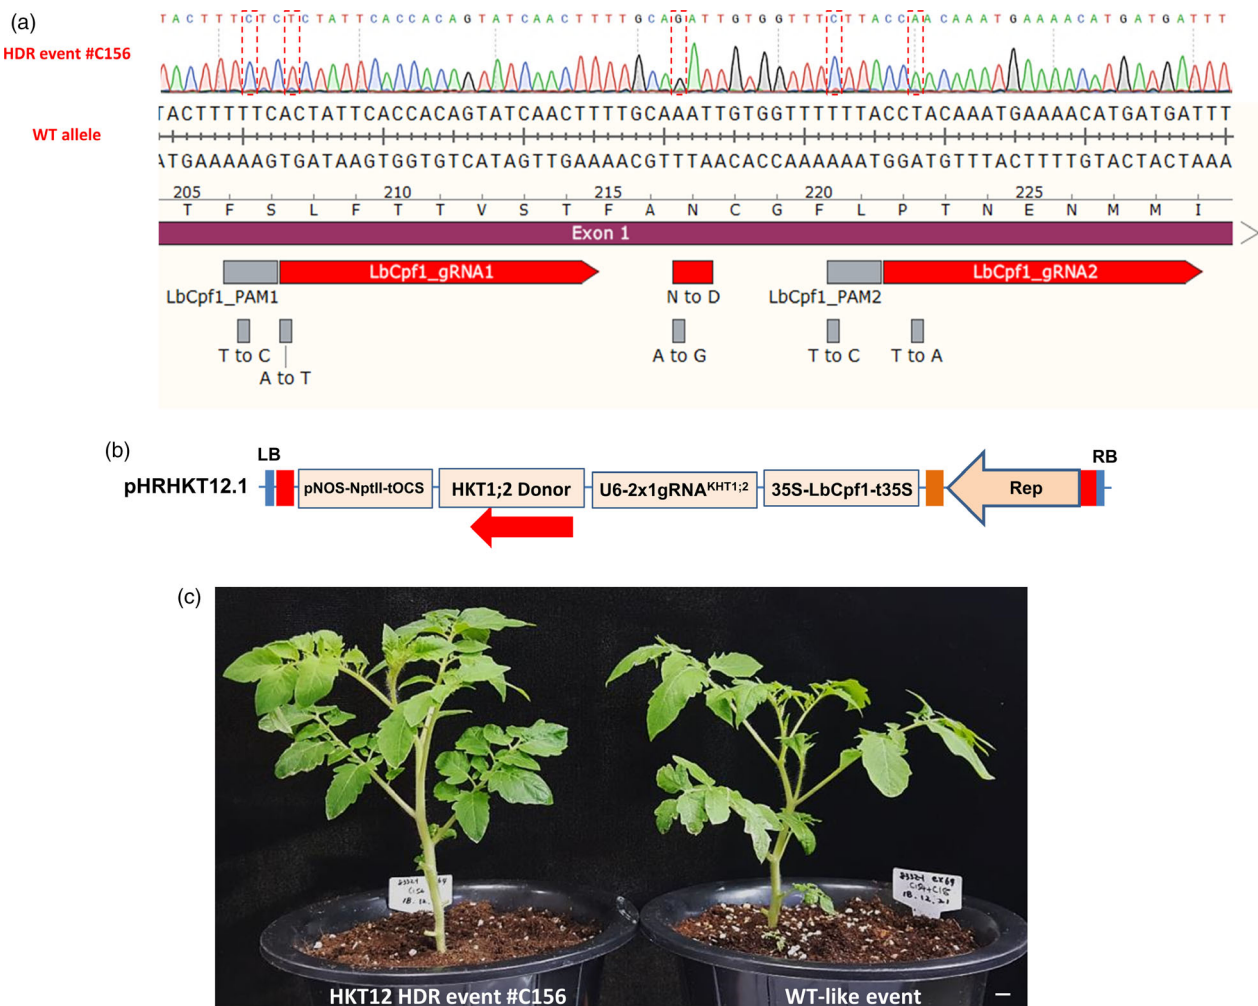 (a)
TACTTTCTCTCTATTCACCACAGTATCAACTTTTGCAGATTGTGGTTTCTTACCAACAAATGAAAACATGATGATTT
HDR event #C156
TACTTTTTCACTATTCACCACAGTATCAACTTTTGCAAATTGTGGTTTTTTACCTACAAATGAAAACATGATGATTT
WT allele
ATGAAAAAGTGATAAGTGGTGTCATAGTTGAAAACGTTTAACACCAAAAAATGGATGTTTACTTTTGTACTACTAAA
205 210 215 220 225
T F S L F T T V S T F A N C G F L P T N E N M M I
Exon 1
LbCpf1_gRNA1 LbCpf1_gRNA2
LbCpf1_PAM1 N to D LbCpf1_PAM2
T to C A to G T to C T to A
A to T
(b)
LB RB
pHRHKT12.1 pNOS-NptII-tOCS HKT1;2 Donor U6-2x1gRNAKHT1;2 35S-LbCpf1-t35S Rep
(c)
HKT12 HDR event #C156 WT-like event